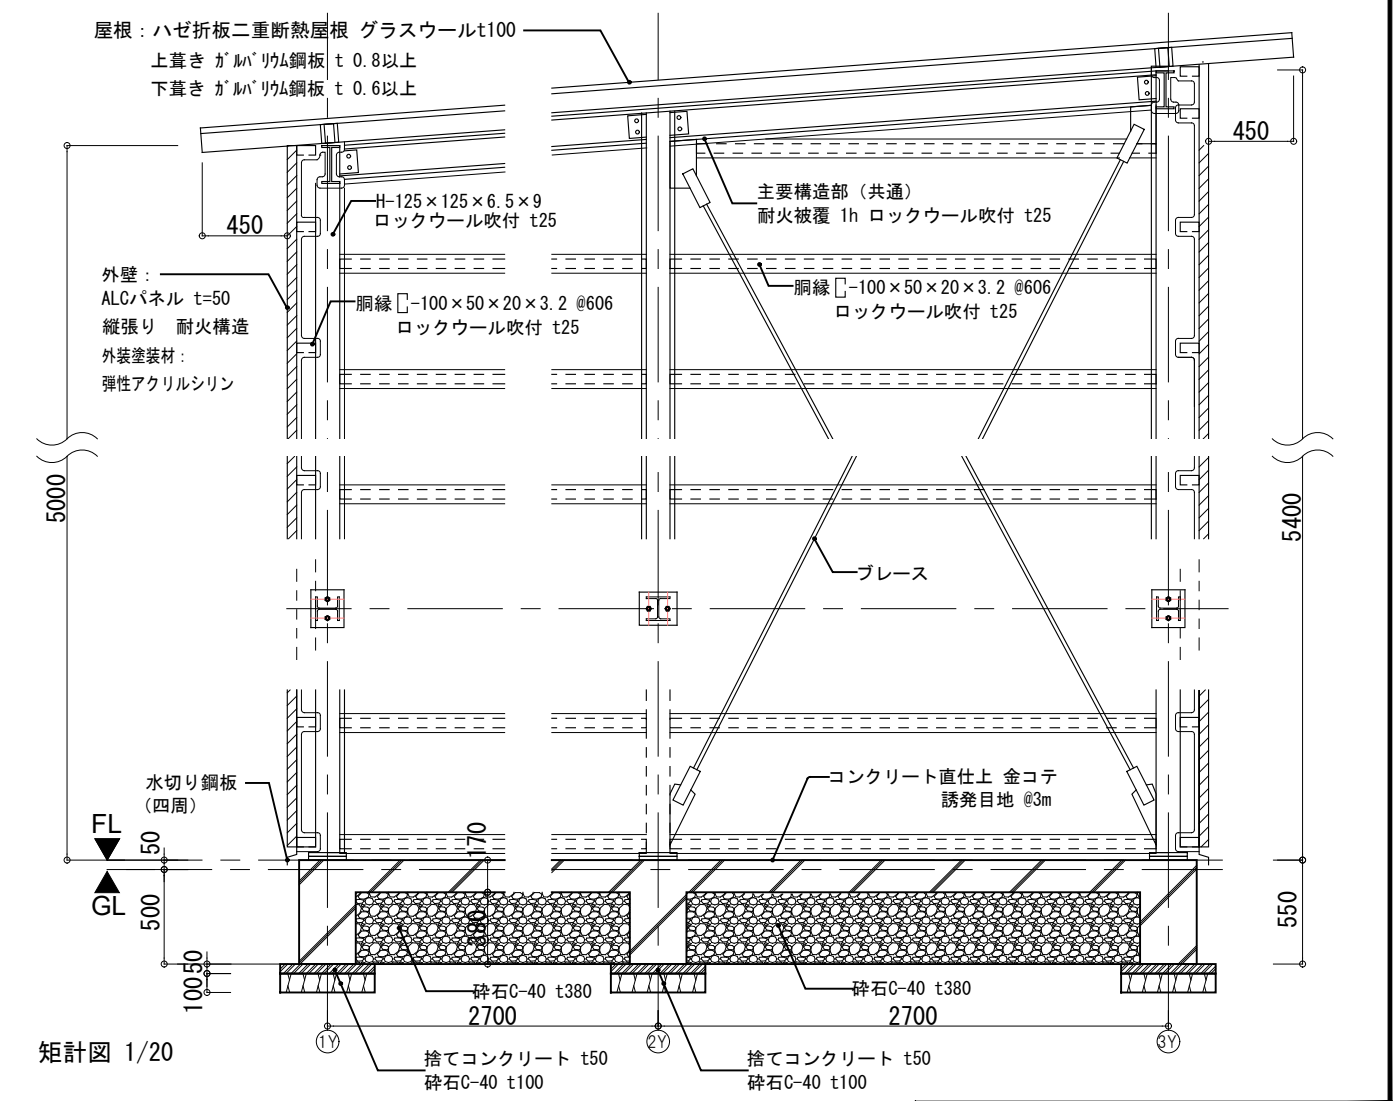 屋根：ハゼ折板二重断熱屋根 グラスウールt100
上葺き ｶﾞﾙﾊﾞﾘｳﾑ鋼板 t 0.8以上
下葺き ｶﾞﾙﾊﾞﾘｳﾑ鋼板 t 0.6以上
450
450
主要構造部（共通）
耐火被覆 1h ロックウール吹付 t25
H-125×125×6.5×9
ロックウール吹付 t25
外壁：
ALCパネル t=50
縦張り 耐火構造
外装塗装材：
弾性アクリルシリン
胴縁 -100×50×20×3.2 @606
ロックウール吹付 t25
胴縁 -100×50×20×3.2 @606
ロックウール吹付 t25
5000
5400
ブレース
水切り鋼板
(四周)
コンクリート直仕上 金コテ
誘発目地 @3m
FL
GL
50
500
50
100
170
380
550
砕石C-40 t380
砕石C-40 t380
2700
2700
1Y
2Y
3Y
捨てコンクリート t50
砕石C-40 t100
捨てコンクリート t50
砕石C-40 t100
矩計図 1/20